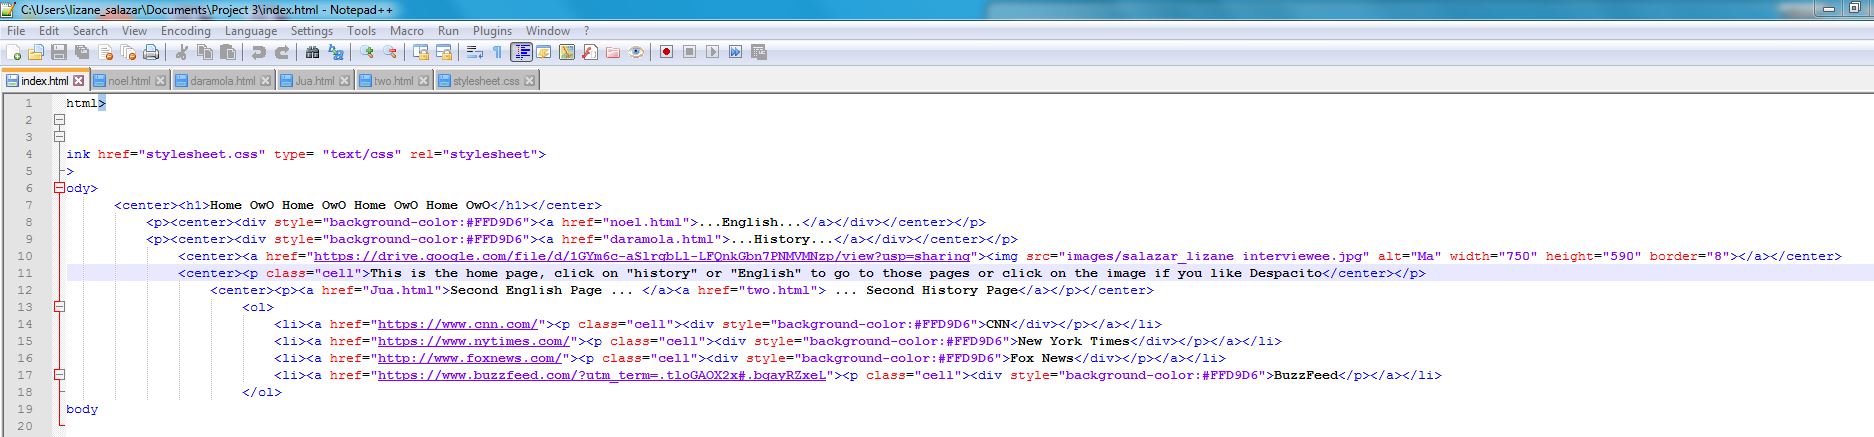 C:\Users\lizane_salazar\Documents\Project 3\index.html - Notepad++
File Edit Search View Encoding Language Settings Tools Macro Run Plugins Window ?
index.html noel.html daramola.html Jua.html two.html stylesheet.css
1 html>
2
3
4 ink href="stylesheet.css" type= "text/css" rel="stylesheet">
5 >
6 ody>
7 <center><h1>Home OwO Home OwO Home OwO Home OwO</h1></center>
8 <p><center><div style="background-color:#FFD9D6"><a href="noel.html">...English...</a></div></center></p>
9 <p><center><div style="background-color:#FFD9D6"><a href="daramola.html">...History...</a></div></center></p>
10 <center><a href="https://drive.google.com/file/d/1GYm6c-aSlrgbLl-LFQnkGbn7PNMVMNzp/view?usp=sharing"><img src="images/salazar_lizane interviewee.jpg" alt="Ma" width="750" height="590" border="8"></a></center>
11 <center><p class="cell">This is the home page, click on "history" or "English" to go to those pages or click on the image if you like Despacito</center></p>
12 <center><p><a href="Jua.html">Second English Page ... </a><a href="two.html"> ... Second History Page</a></p></center>
13 <ol>
14 <li><a href="https://www.cnn.com/"><p class="cell"><div style="background-color:#FFD9D6">CNN</div></p></a></li>
15 <li><a href="https://www.nytimes.com/"><p class="cell"><div style="background-color:#FFD9D6">New York Times</div></p></a></li>
16 <li><a href="http://www.foxnews.com/"><p class="cell"><div style="background-color:#FFD9D6">Fox News</div></p></a></li>
17 <li><a href="https://www.buzzfeed.com/?utm_term=.tloGAOX2x#.bqayRZxeL"><p class="cell"><div style="background-color:#FFD9D6">BuzzFeed</p></a></li>
18 </ol>
19 body
20